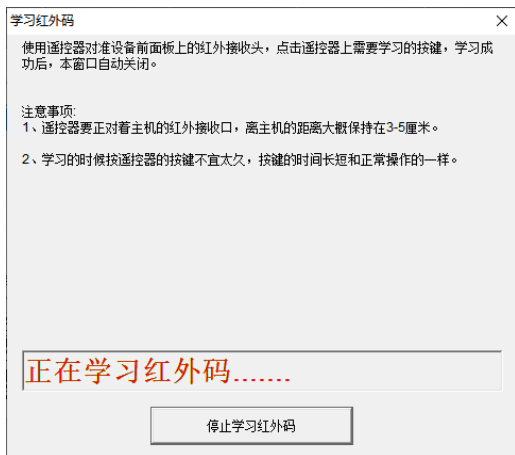 学习红外码
使用遥控器对准设备前面板上的红外接收头，点击遥控器上需要学习的按键，学习成
功后，本窗口自动关闭。
注意事项:
1、遥控器要正对着主机的红外接收口，离主机的距离大概保持在3-5厘米。
2、学习的时候按遥控器的按键不宜太久，按键的时间长短和正常操作的一样。
正在学习红外码.......
停止学习红外码